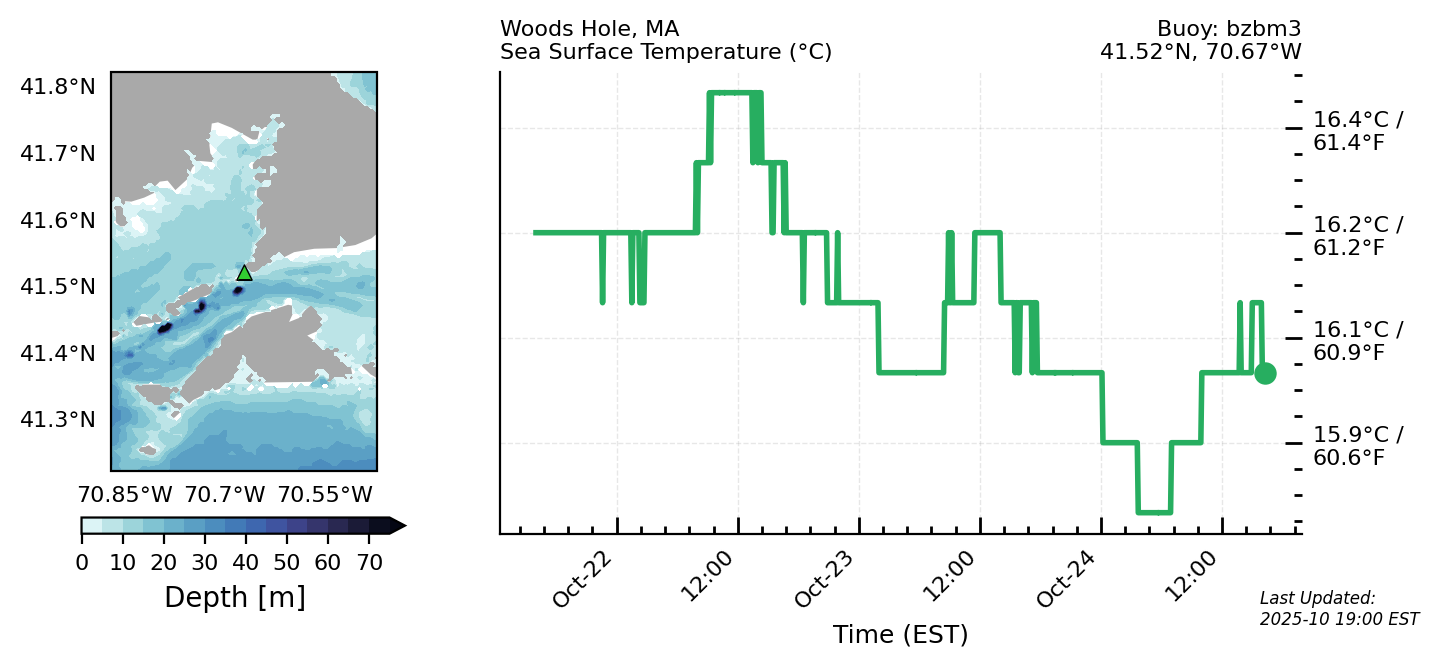 Woods Hole, MA
Sea Surface Temperature (°C)
Buoy: bzbm3
41.52°N, 70.67°W
41.8°N
41.7°N
41.6°N
41.5°N
41.4°N
41.3°N
70.85°W 70.7°W 70.55°W
0 10 20 30 40 50 60 70
Depth [m]
16.4°C /
61.4°F
16.2°C /
61.2°F
16.1°C /
60.9°F
15.9°C /
60.6°F
Oct-22
12:00
Oct-23
12:00
Oct-24
12:00
Time (EST)
Last Updated:
2025-10 19:00 EST